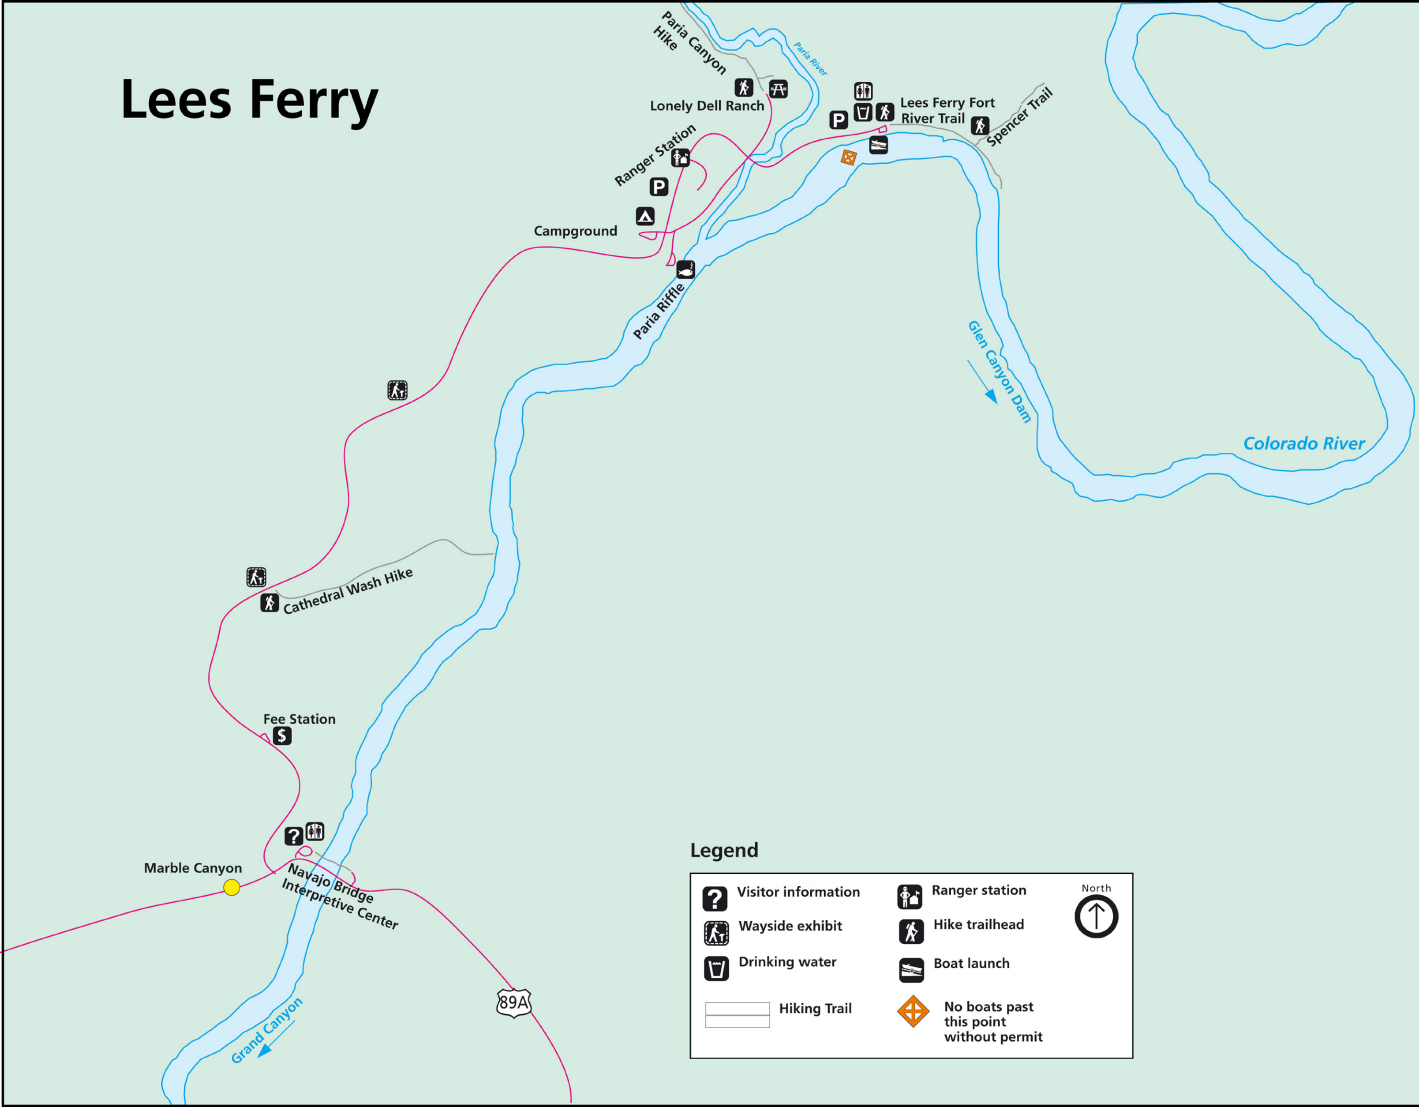 Lees Ferry
Paria Canyon
Hike
Paria River
Lonely Dell Ranch
Ranger Station
P
P
Lees Ferry Fort
River Trail
Spencer Trail
Campground
Paria Riffle
Glen Canyon Dam
Colorado River
Cathedral Wash Hike
Fee Station
$
?
Marble Canyon
Navajo Bridge
Interpretive Center
89A
Grand Canyon
Legend
? Visitor information
Wayside exhibit
Drinking water
Hiking Trail
Ranger station
Hike trailhead
Boat launch
No boats past
this point
without permit
North